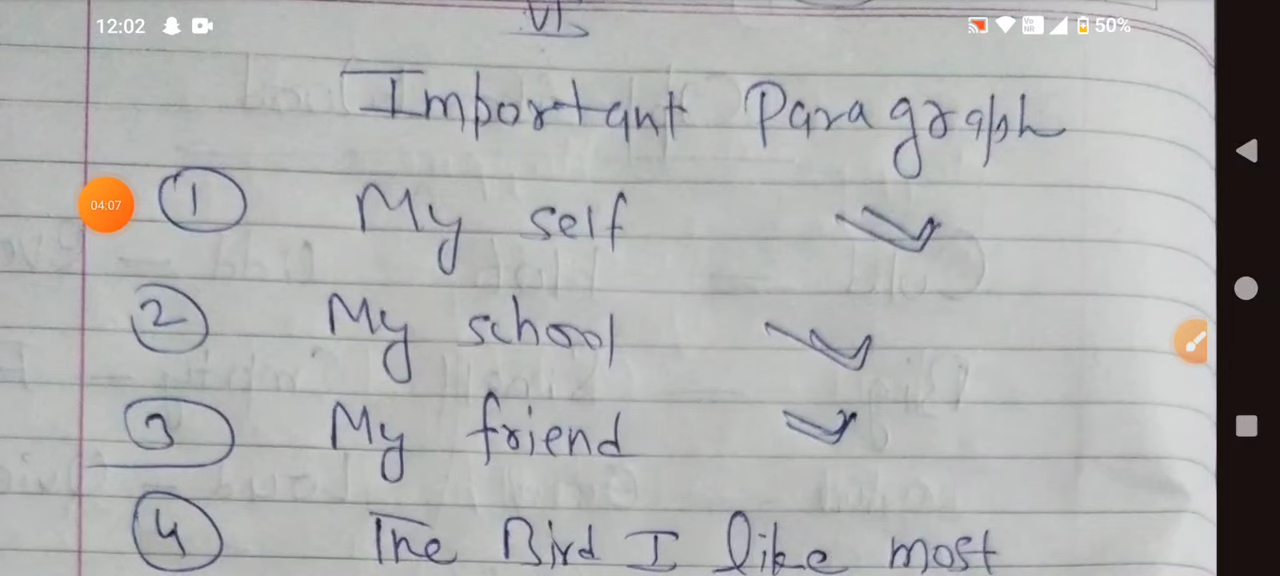 12:02 50%
VI
Important Paragraph
04:07
1 My self
2 My school
3 My friend
4 The Bird I like most